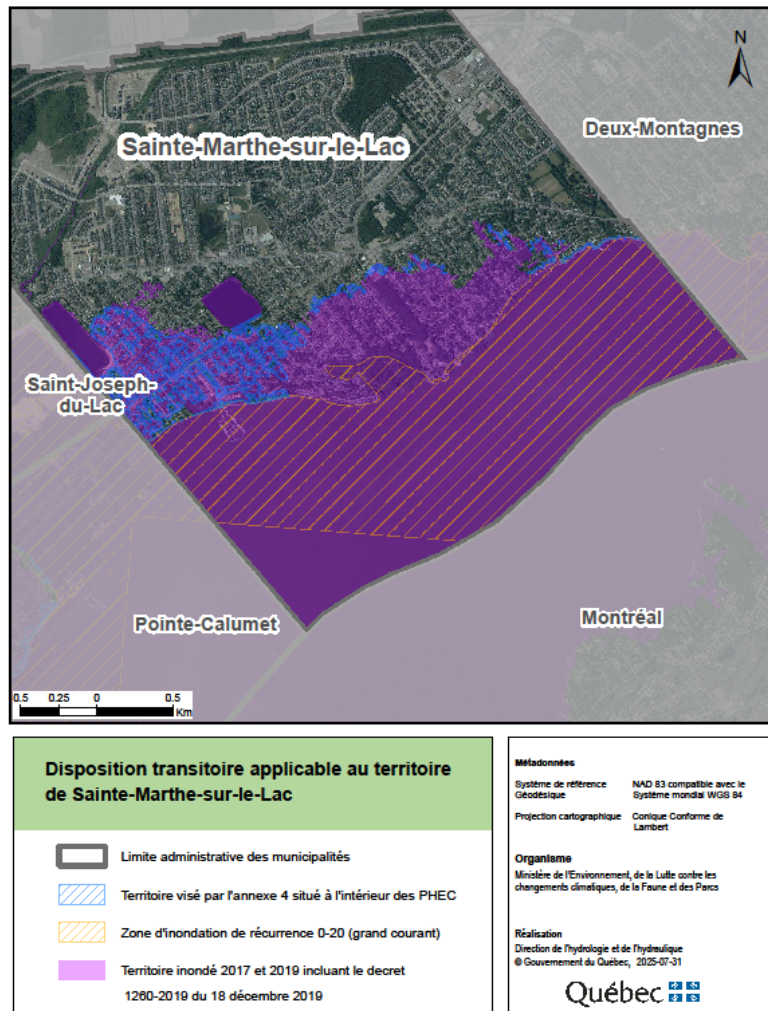 N
Deux-Montagnes
Sainte-Marthe-sur-le-Lac
Saint-Joseph-
du-Lac
Pointe-Calumet
Montréal
0.5 0.25 0 0.5
Km
Disposition transitoire applicable au territoire
de Sainte-Marthe-sur-le-Lac
Limite administrative des municipalités
Territoire visé par l'annexe 4 situé à l'intérieur des PHEC
Zone d'inondation de récurrence 0-20 (grand courant)
Territoire inondé 2017 et 2019 incluant le decret
1260-2019 du 18 décembre 2019
Métadonnées
Système de référence NAD 83 compatible avec le
Géodésique Système mondial WGS 84
Projection cartographique Conique Conforme de
Lambert
Organisme
Ministère de l'Environnement, de la Lutte contre les
changements climatiques, de la Faune et des Parcs
Réalisation
Direction de l'hydrologie et de l'hydraulique
© Gouvernement du Québec, 2025-07-31
Québec